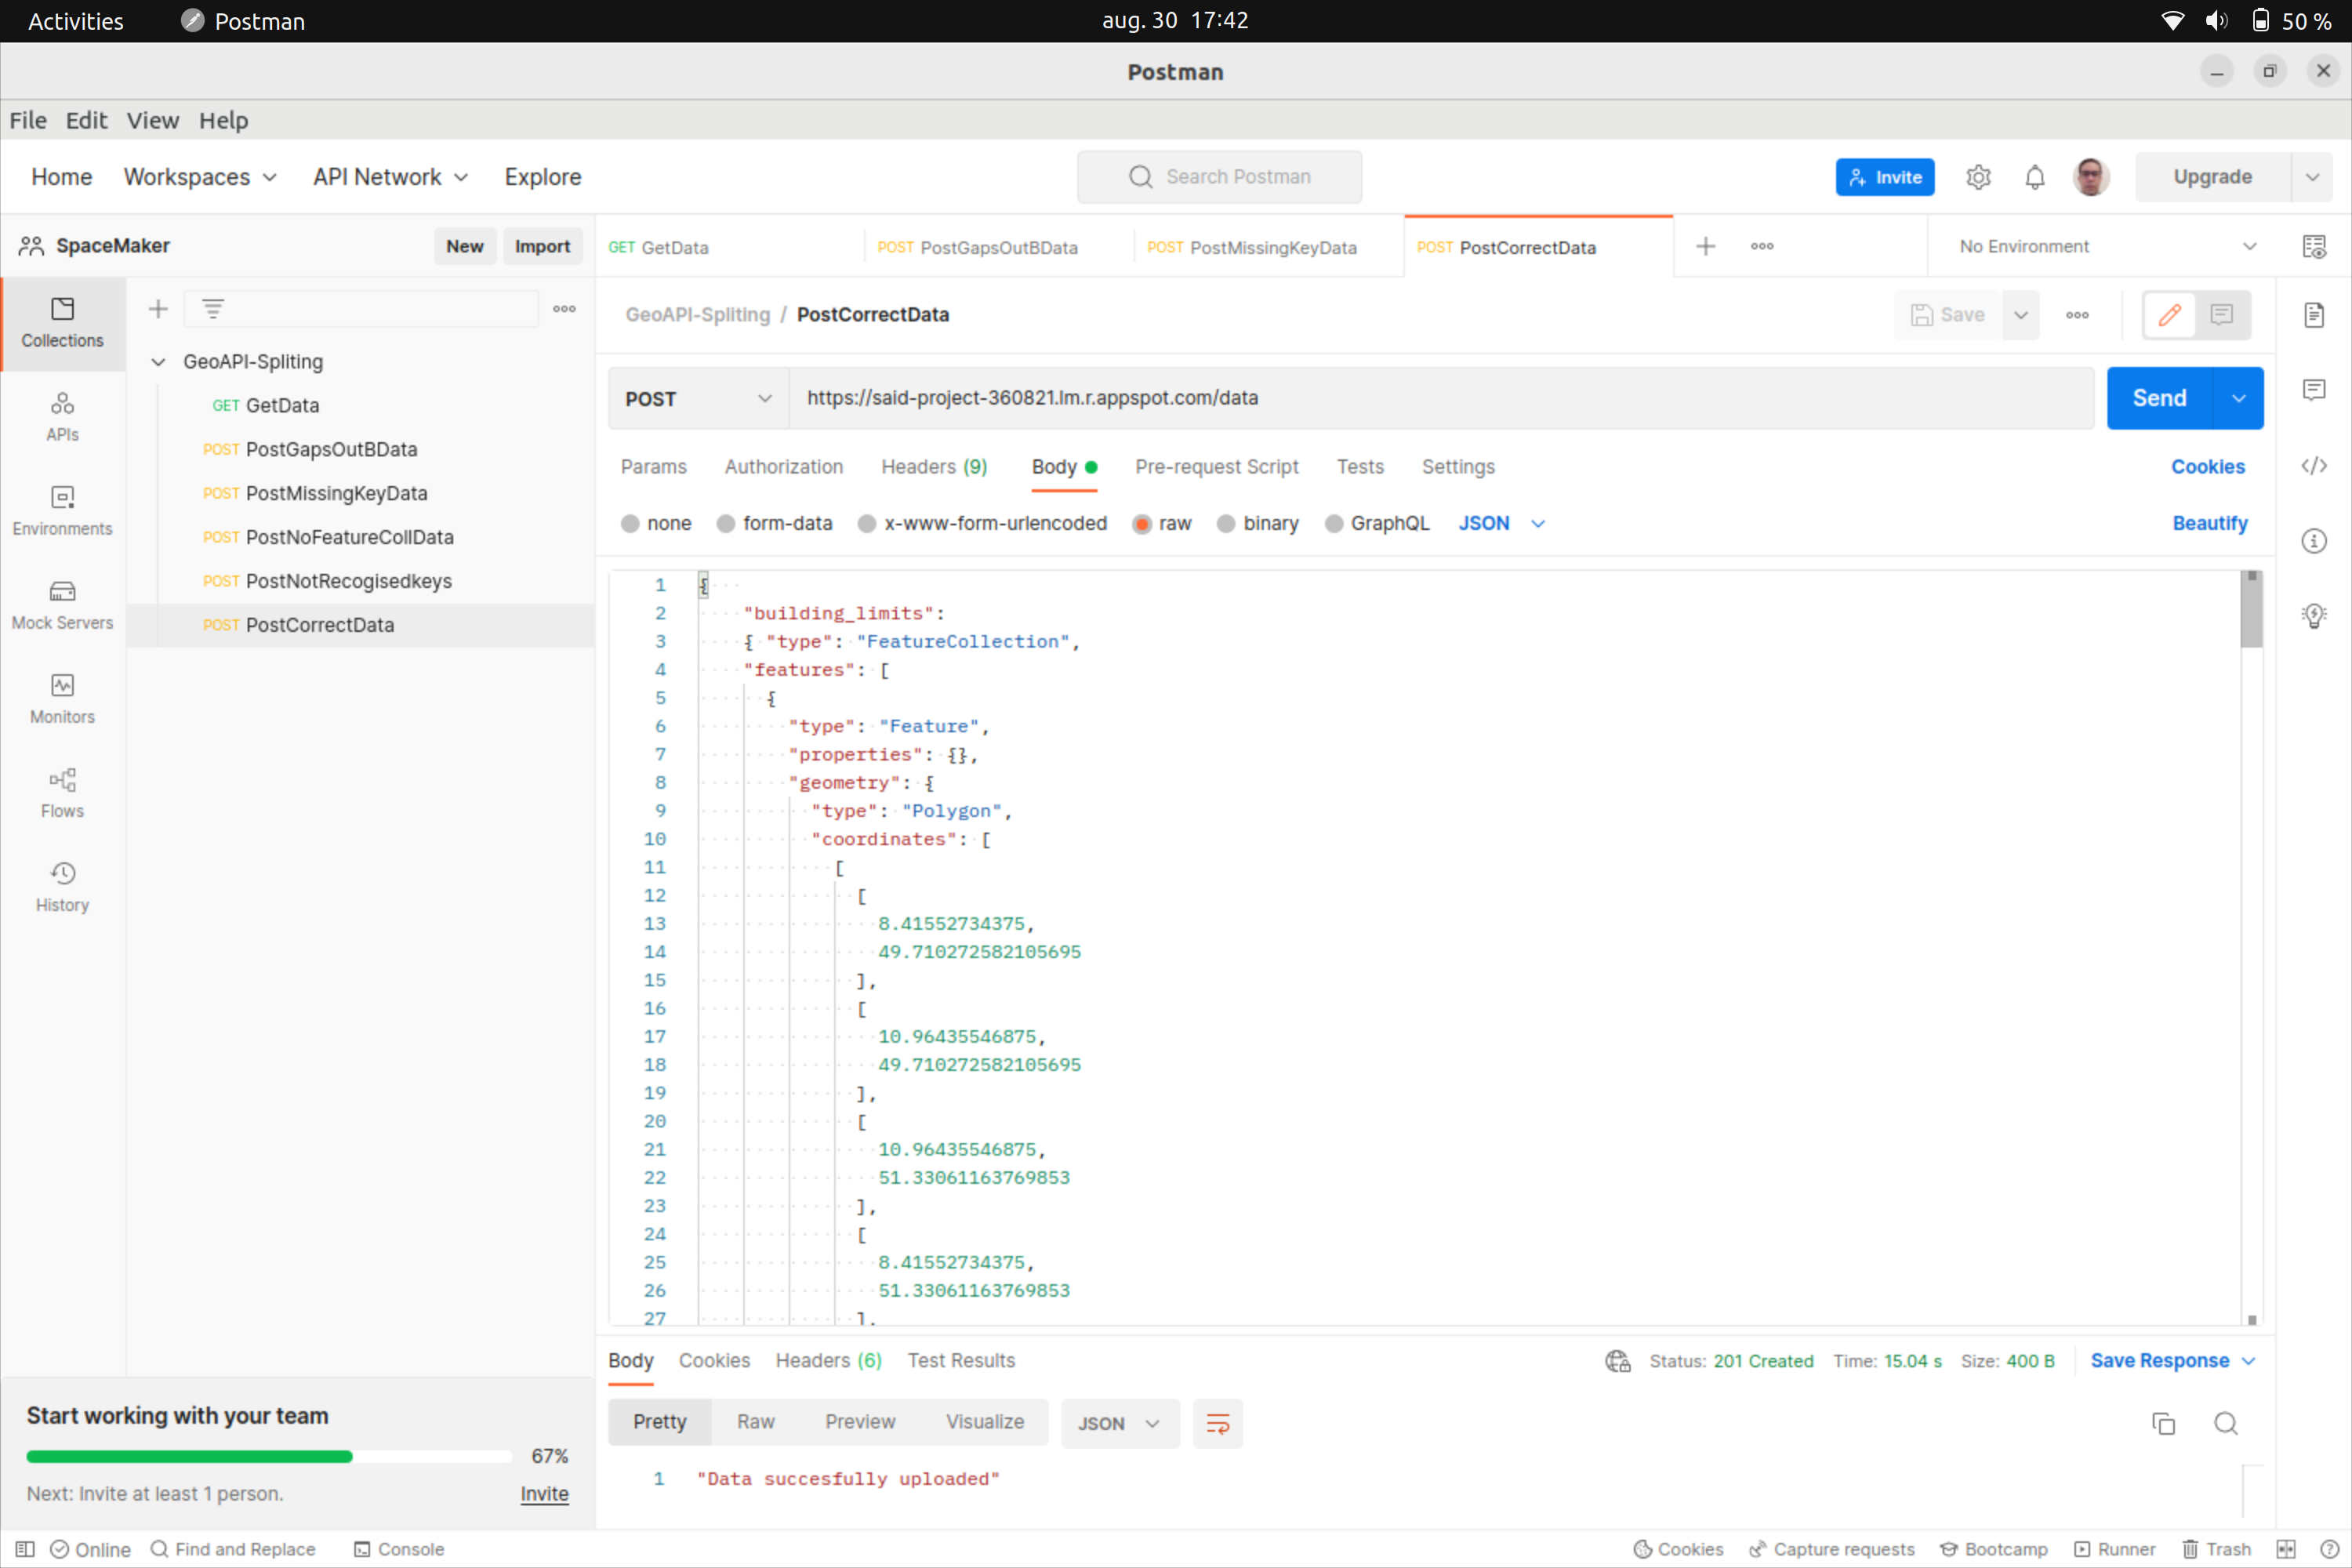 Activities
Postman
aug. 30 17:42
50 %
Postman
File Edit View Help
Home Workspaces API Network Explore
Search Postman
Invite
Upgrade
SpaceMaker
New Import
GET GetData
POST PostGapsOutBData
POST PostMissingKeyData
POST PostCorrectData
No Environment
Collections
APIs
Environments
Mock Servers
Monitors
Flows
History
GeoAPI-Spliting
GET GetData
POST PostGapsOutBData
POST PostMissingKeyData
POST PostNoFeatureCollData
POST PostNotRecogisedkeys
POST PostCorrectData
GeoAPI-Spliting / PostCorrectData
Save
POST
https://said-project-360821.lm.r.appspot.com/data
Send
Params Authorization Headers (9) Body Pre-request Script Tests Settings
Cookies
none form-data x-www-form-urlencoded raw binary GraphQL JSON
Beautify
1 {
2 "building_limits":
3 { "type": "FeatureCollection",
4 "features": [
5 {
6 "type": "Feature",
7 "properties": {},
8 "geometry": {
9 "type": "Polygon",
10 "coordinates": [
11 [
12 [
13 8.41552734375,
14 49.710272582105695
15 ],
16 [
17 10.96435546875,
18 49.710272582105695
19 ],
20 [
21 10.96435546875,
22 51.33061163769853
23 ],
24 [
25 8.41552734375,
26 51.33061163769853
27 ],
Body Cookies Headers (6) Test Results
Status: 201 Created Time: 15.04 s Size: 400 B
Save Response
Pretty Raw Preview Visualize JSON
1 "Data succesfully uploaded"
Start working with your team
67%
Next: Invite at least 1 person.
Invite
Online Find and Replace Console
Cookies Capture requests Bootcamp Runner Trash